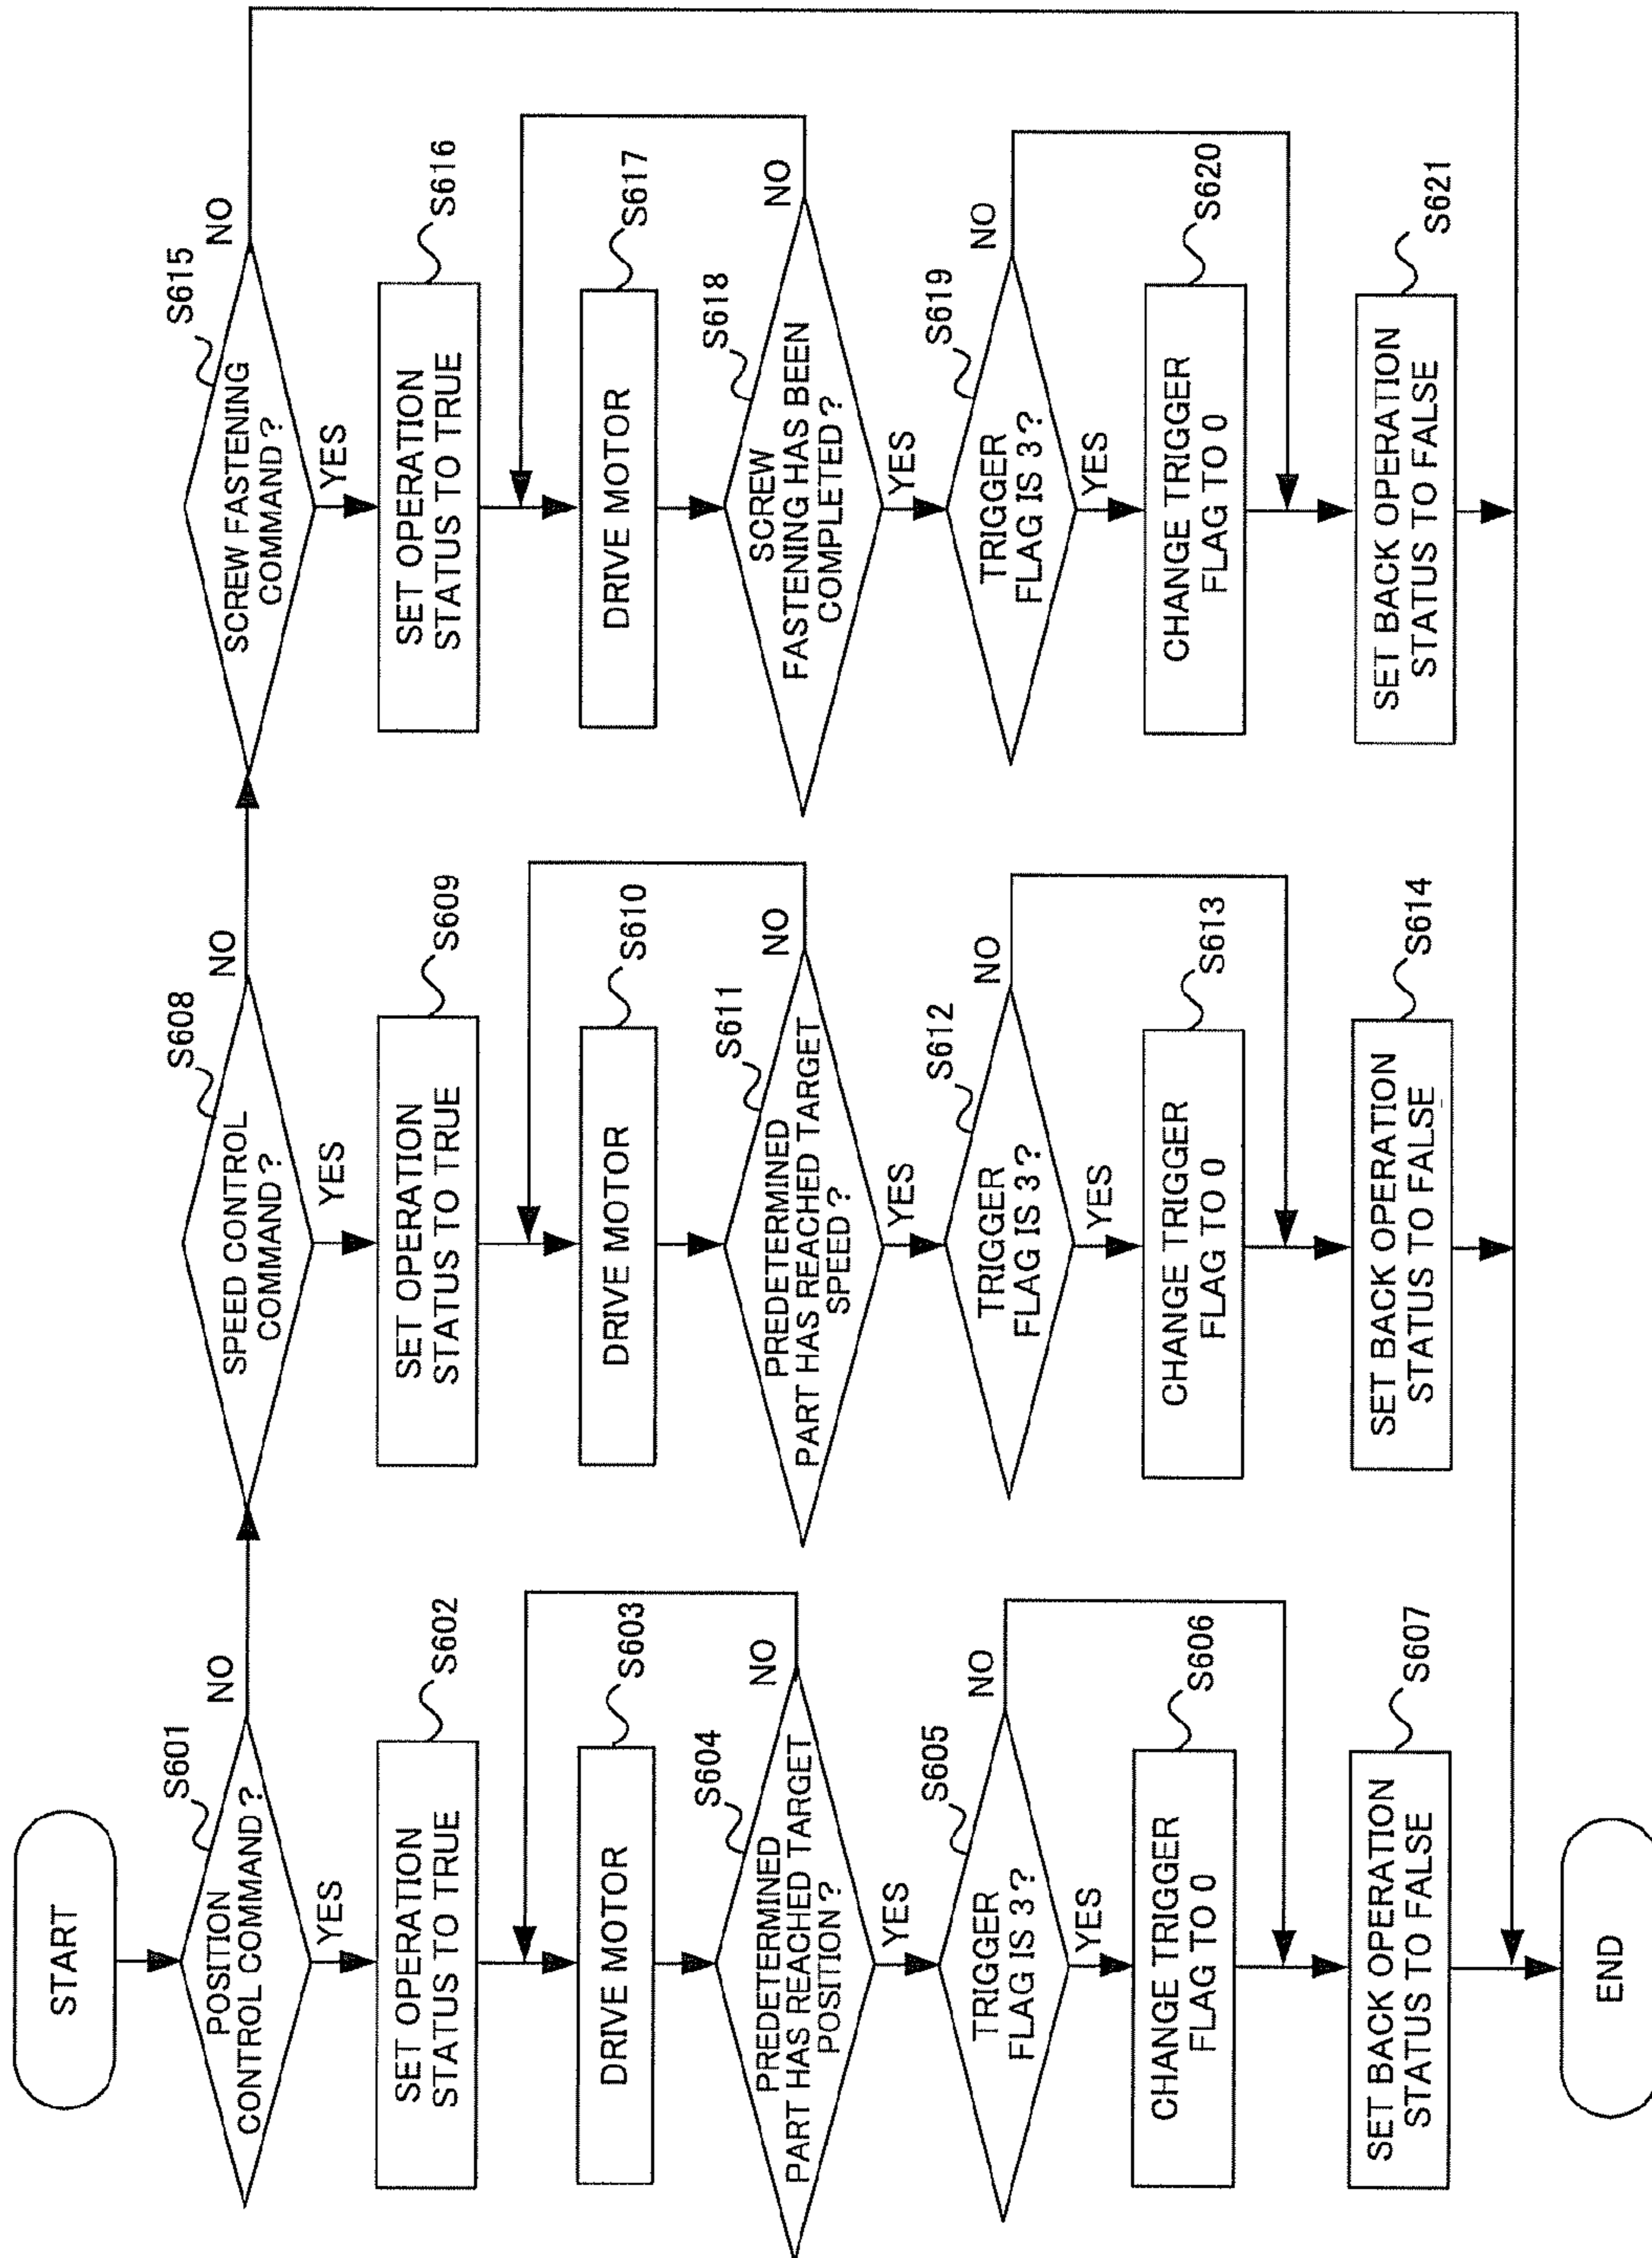 START
POSITION
CONTROL COMMAND ?
S601
NO
YES
SET OPERATION
STATUS TO TRUE
S602
DRIVE MOTOR
S603
PREDETERMINED
PART HAS REACHED TARGET
POSITION ?
S604
NO
YES
TRIGGER
FLAG IS 3 ?
S605
NO
YES
CHANGE TRIGGER
FLAG TO 0
S606
SET BACK OPERATION
STATUS TO FALSE
S607
END
SPEED CONTROL
COMMAND ?
S608
NO
YES
SET OPERATION
STATUS TO TRUE
S609
DRIVE MOTOR
S610
PREDETERMINED
PART HAS REACHED TARGET
SPEED ?
S611
NO
YES
TRIGGER
FLAG IS 3 ?
S612
NO
YES
CHANGE TRIGGER
FLAG TO 0
S613
SET BACK OPERATION
STATUS TO FALSE
S614
SCREW FASTENING
COMMAND ?
S615
NO
YES
SET OPERATION
STATUS TO TRUE
S616
DRIVE MOTOR
S617
SCREW
FASTENING HAS BEEN
COMPLETED ?
S618
NO
YES
TRIGGER
FLAG IS 3 ?
S619
NO
YES
CHANGE TRIGGER
FLAG TO 0
S620
SET BACK OPERATION
STATUS TO FALSE
S621